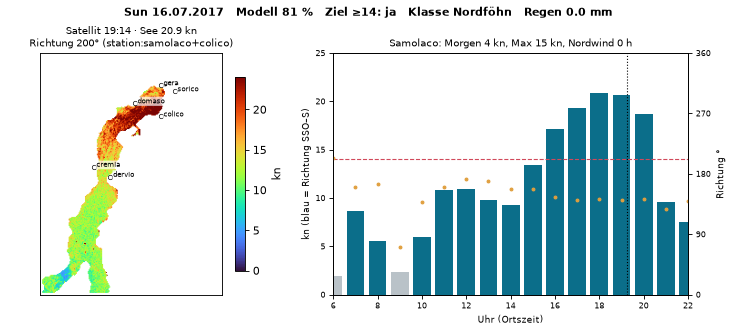 Sun 16.07.2017   Modell 81 %   Ziel ≥14: ja   Klasse Nordföhn   Regen 0.0 mm
Satellit 19:14 · See 20.9 kn
Richtung 200° (station:samolaco+colico)
gera
sorico
domaso
colico
cremia
dervio
20
15
10
5
0
kn
Samolaco: Morgen 4 kn, Max 15 kn, Nordwind 0 h
25
20
15
10
5
0
kn (blau = Richtung SSO-S)
360
270
180
90
0
Richtung °
6 8 10 12 14 16 18 20 22
Uhr (Ortszeit)